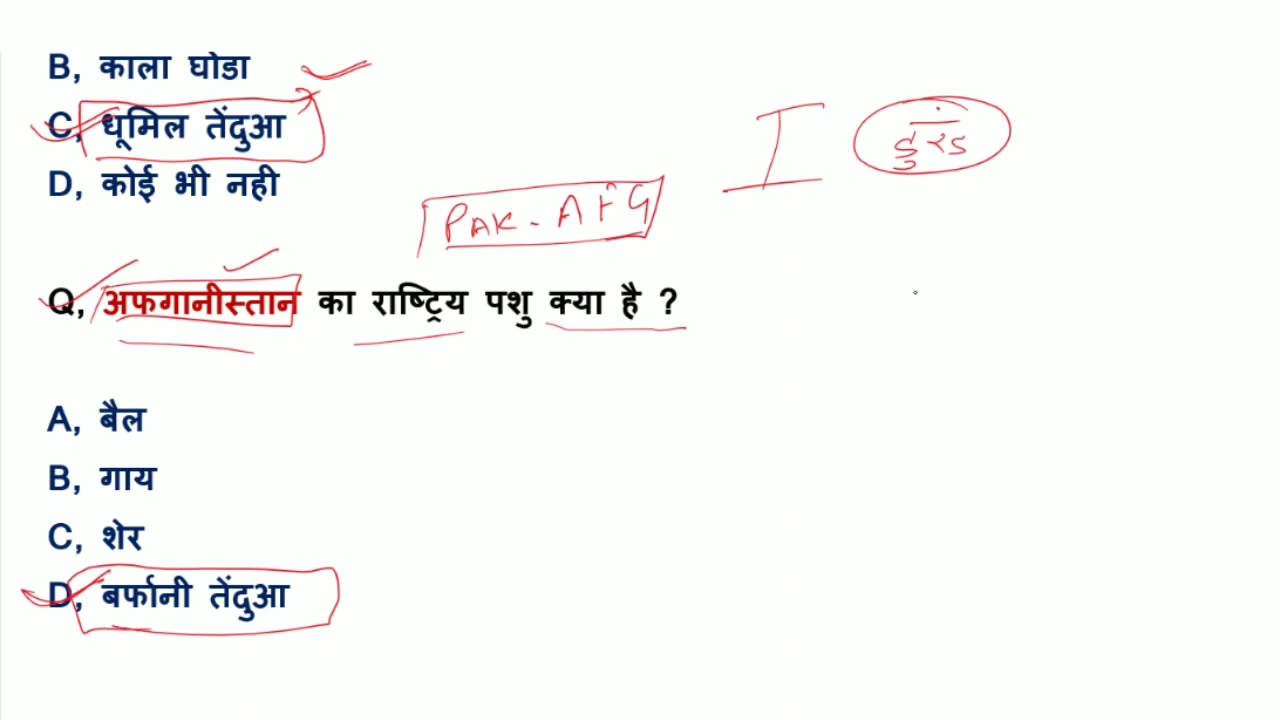 B, काला घोडा
C, धूमिल तेंदुआ
D, कोई भी नही
I
PAK - AFG
Q, अफगानीस्तान का राष्ट्रिय पशु क्या है ?
A, बैल
B, गाय
C, शेर
D, बर्फानी तेंदुआ